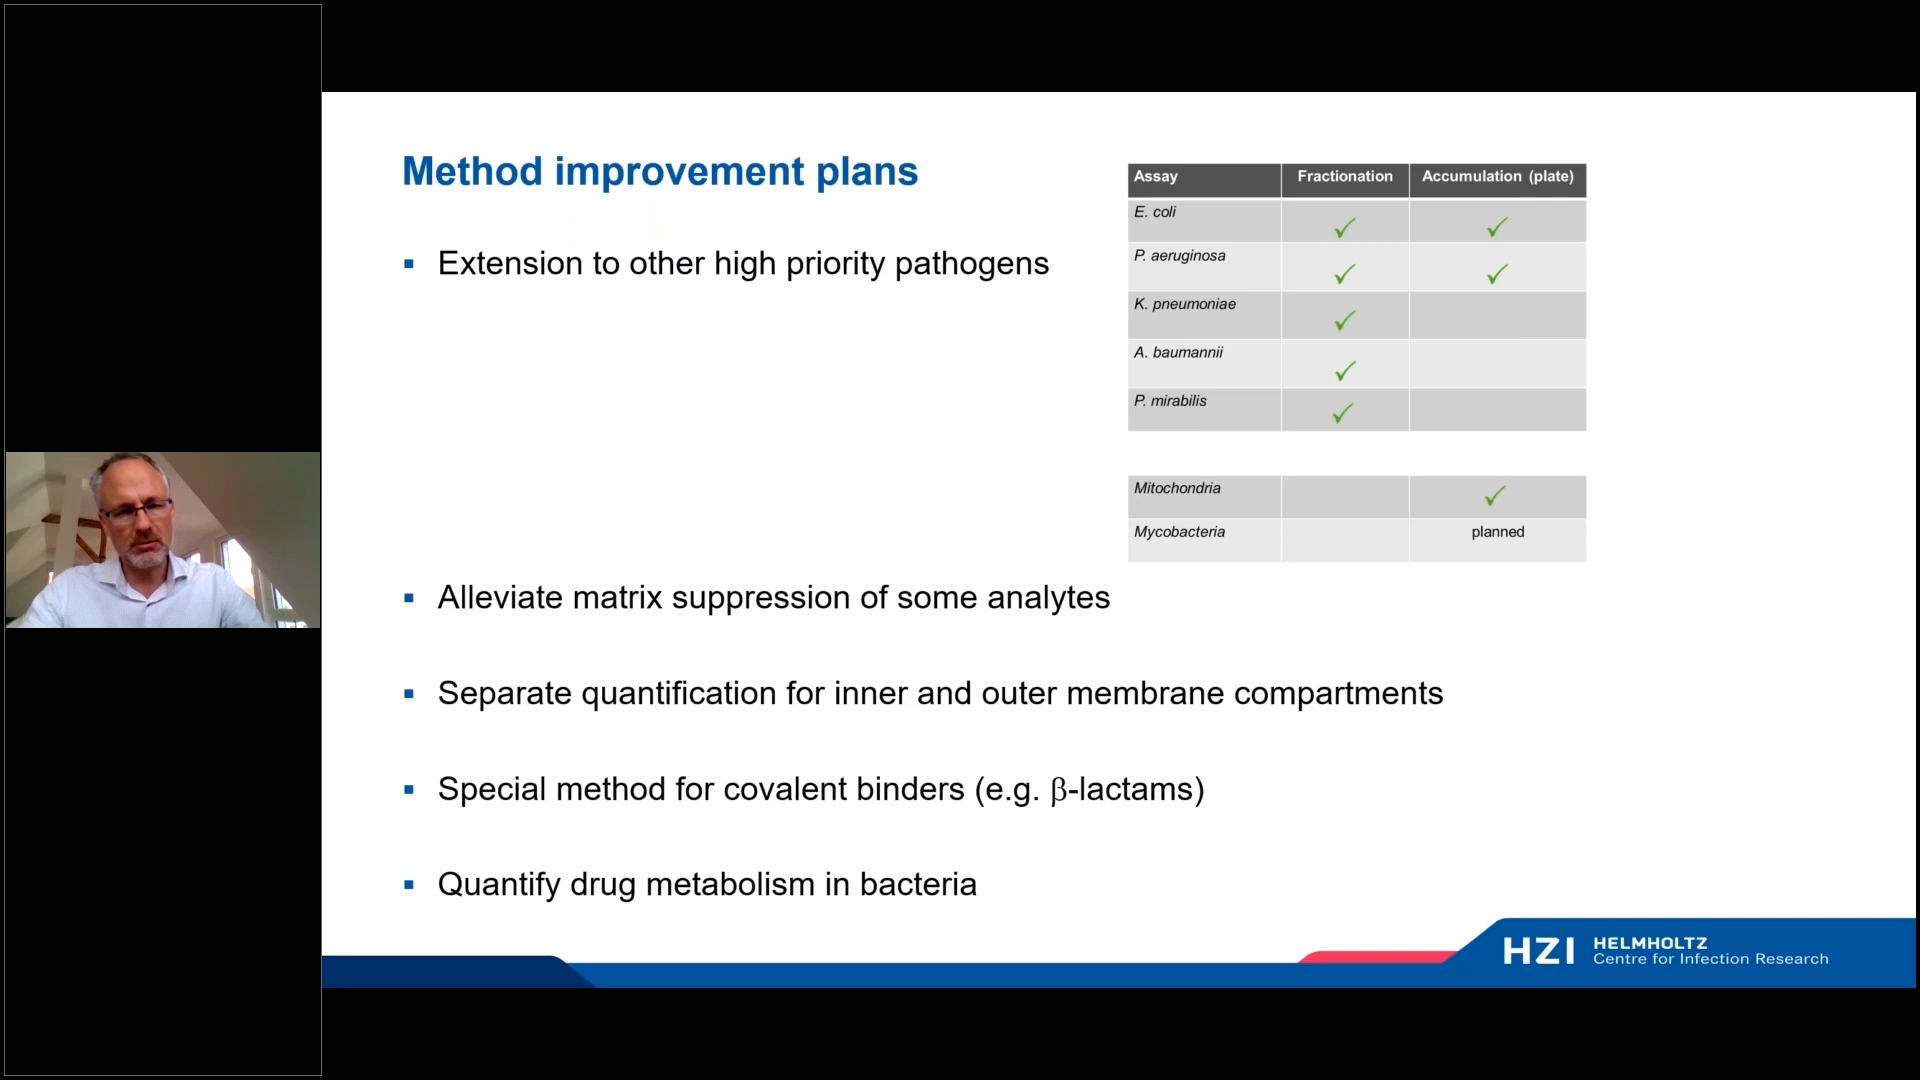 Method improvement plans
▪ Extension to other high priority pathogens
Assay Fractionation Accumulation (plate)
E. coli ✓ ✓
P. aeruginosa ✓ ✓
K. pneumoniae ✓
A. baumannii ✓
P. mirabilis ✓
Mitochondria ✓
Mycobacteria planned
▪ Alleviate matrix suppression of some analytes
▪ Separate quantification for inner and outer membrane compartments
▪ Special method for covalent binders (e.g. β-lactams)
▪ Quantify drug metabolism in bacteria
HZI HELMHOLTZ
Centre for Infection Research